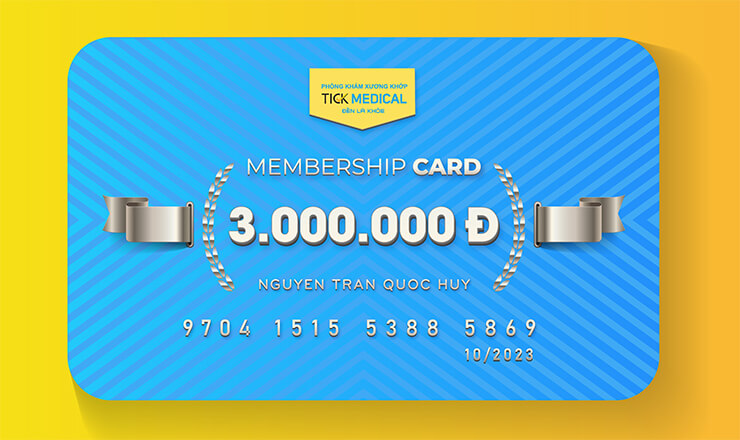 PHÒNG KHÁM XƯƠNG KHỚP
TICK MEDICAL
ĐẾN LÀ KHỎE
MEMBERSHIP CARD
3.000.000 Đ
NGUYEN TRAN QUOC HUY
9704 1515 5388 5869
10/2023